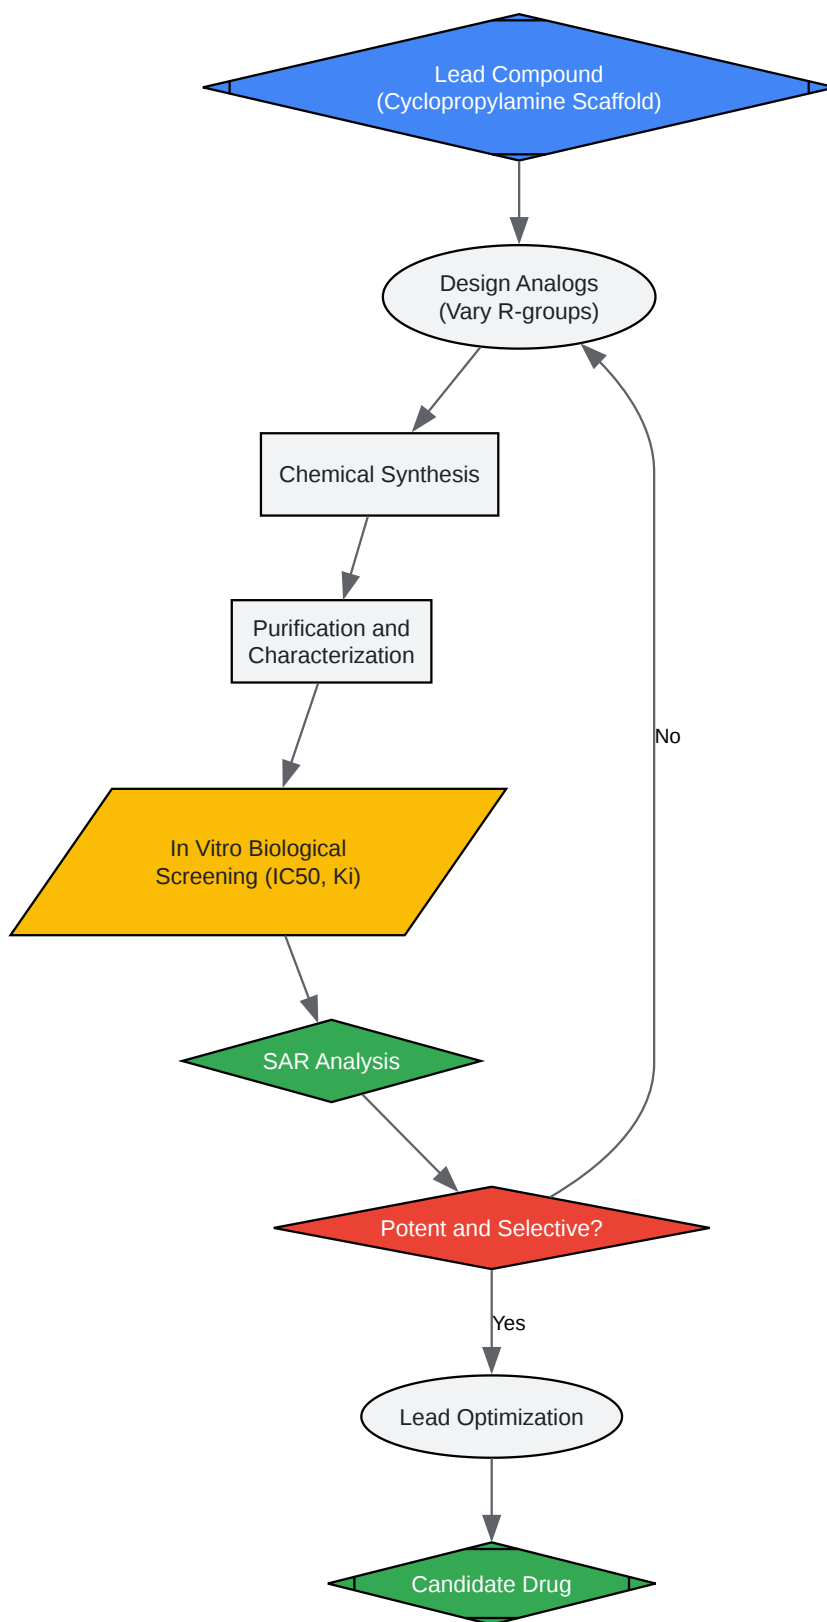 Lead Compound
(Cyclopropylamine Scaffold)
Design Analogs
(Vary R-groups)
Chemical Synthesis
Purification and
Characterization
No
In Vitro Biological
Screening (IC50, Ki)
SAR Analysis
Potent and Selective?
Yes
Lead Optimization
Candidate Drug